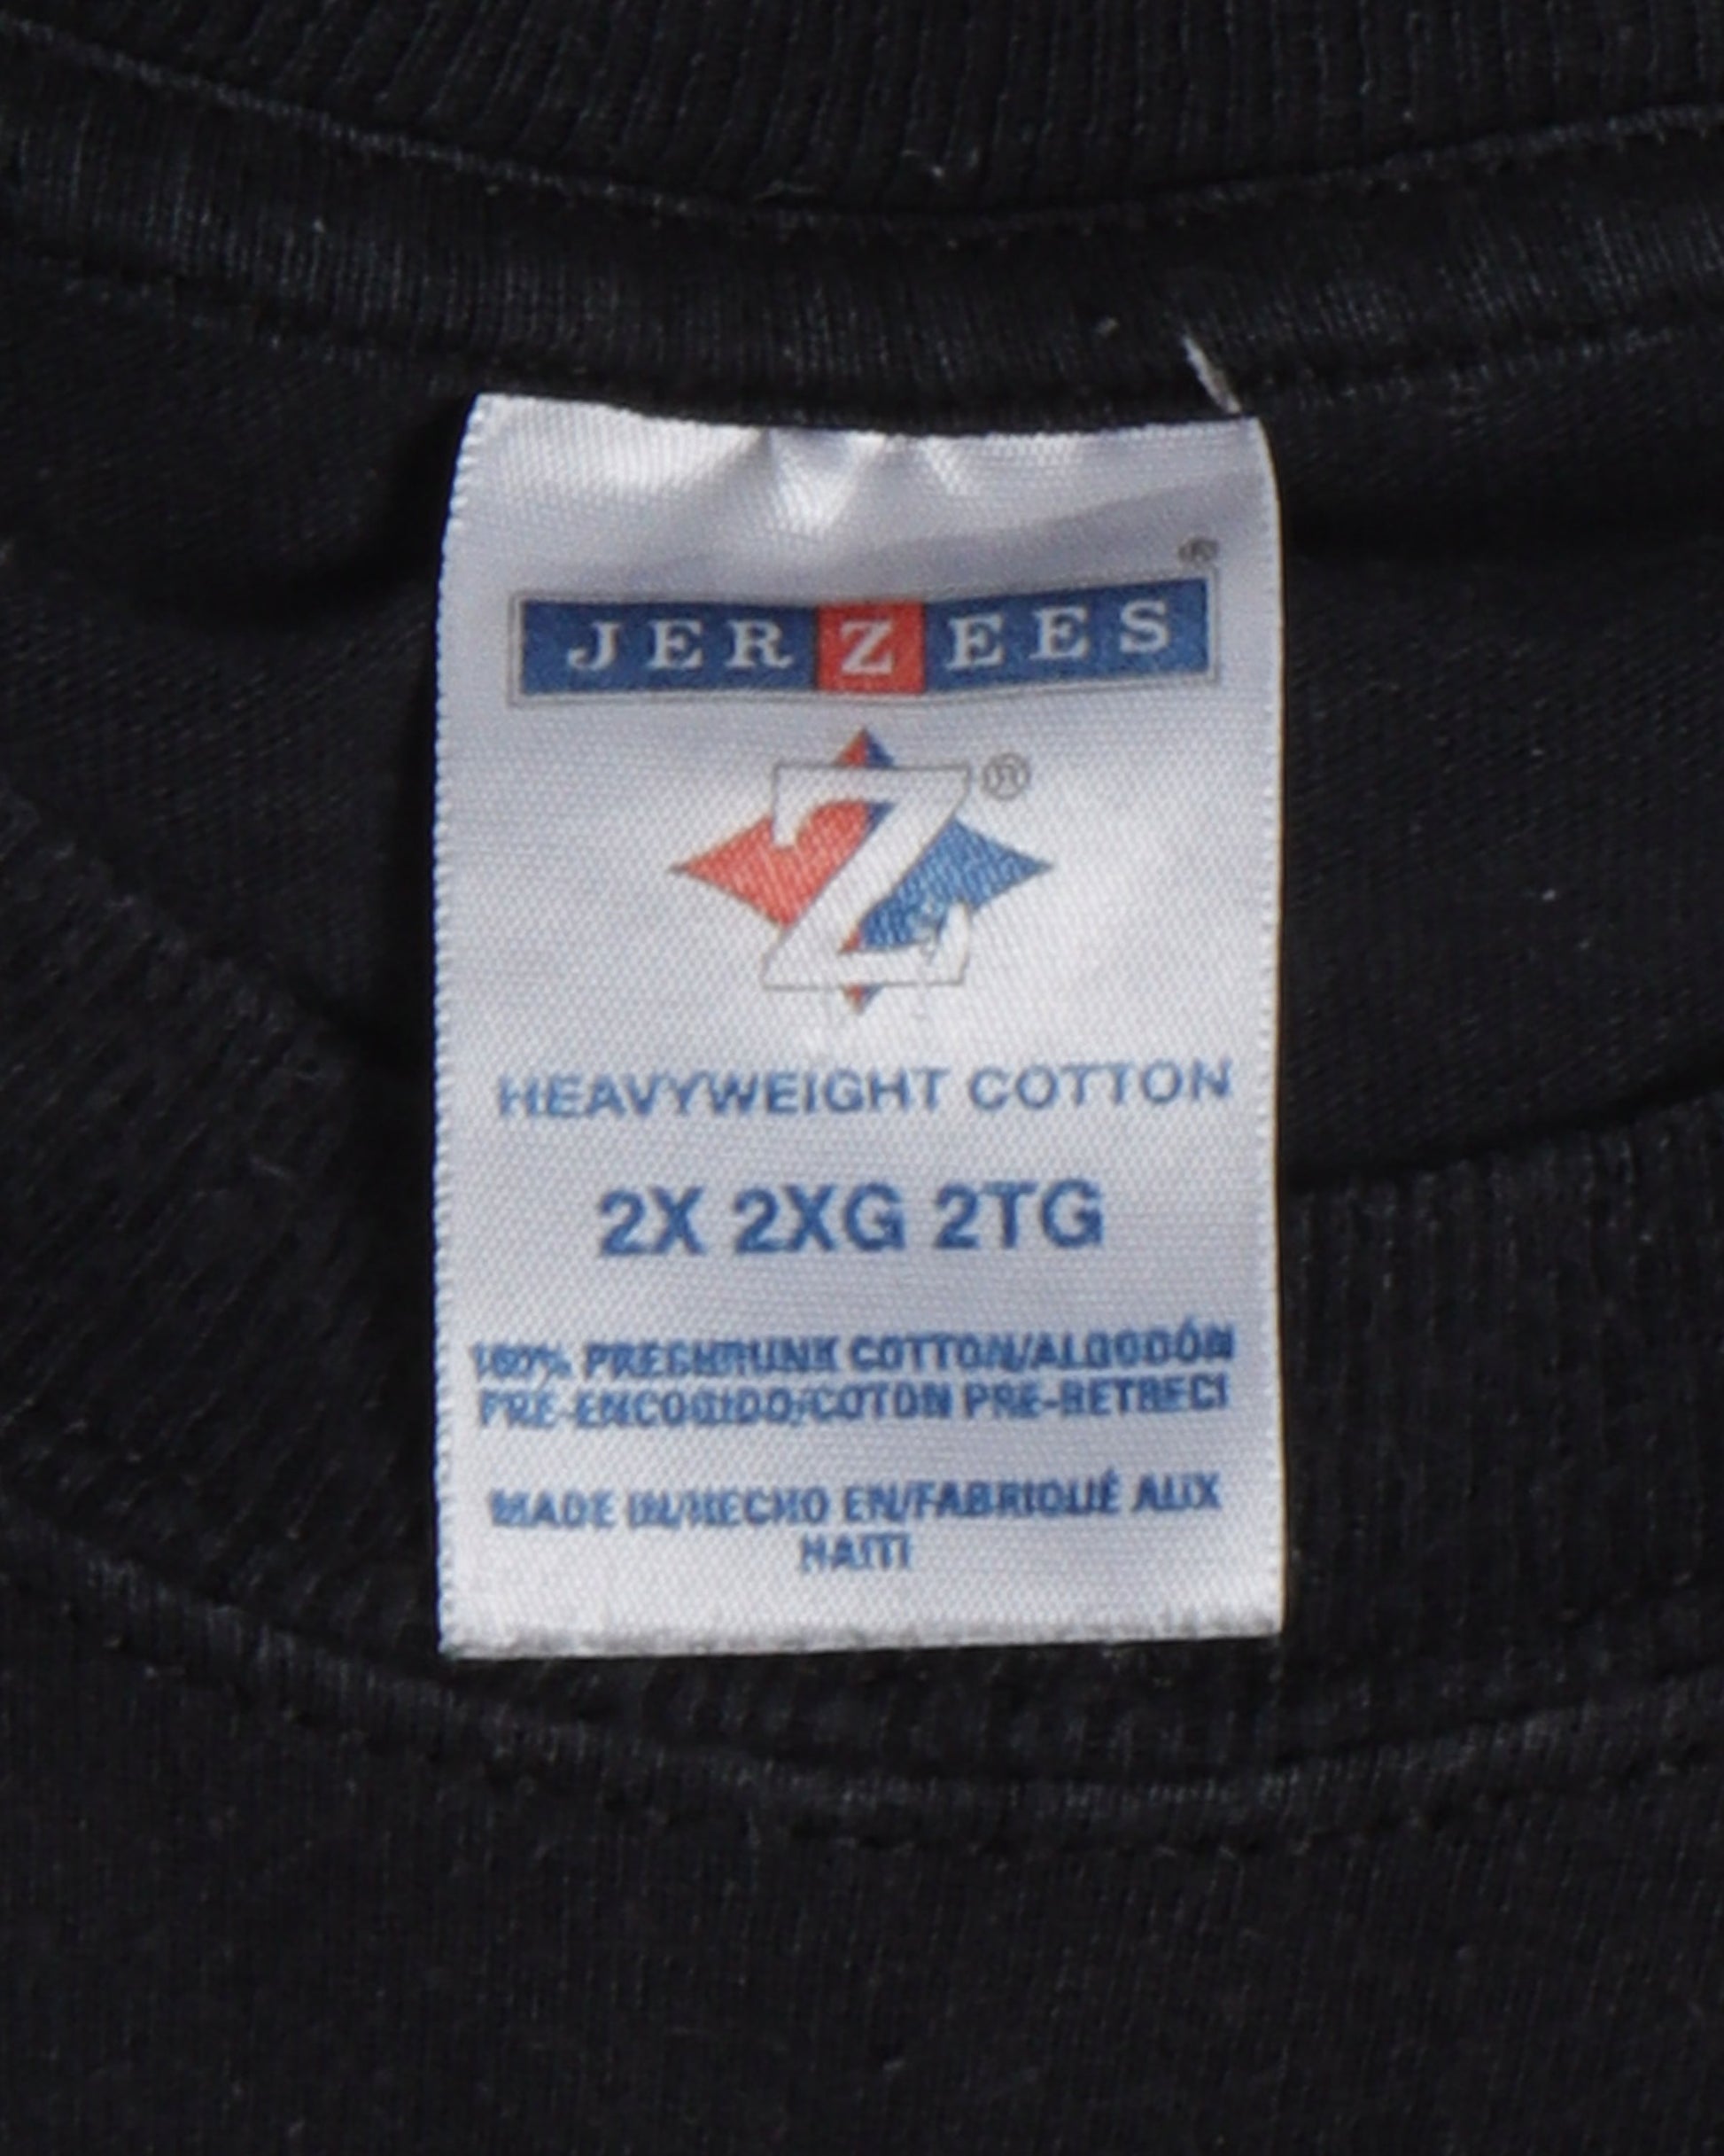 ®
JERZEES
Z®
HEAVYWEIGHT COTTON
2X 2XG 2TG
100% PRESHRUNK COTTON/ALGODÓN
PRE-ENCOGIDO/COTON PRÉ-RETRECI
MADE IN/HECHO EN/FABRIQUÉ AUX
HAITI